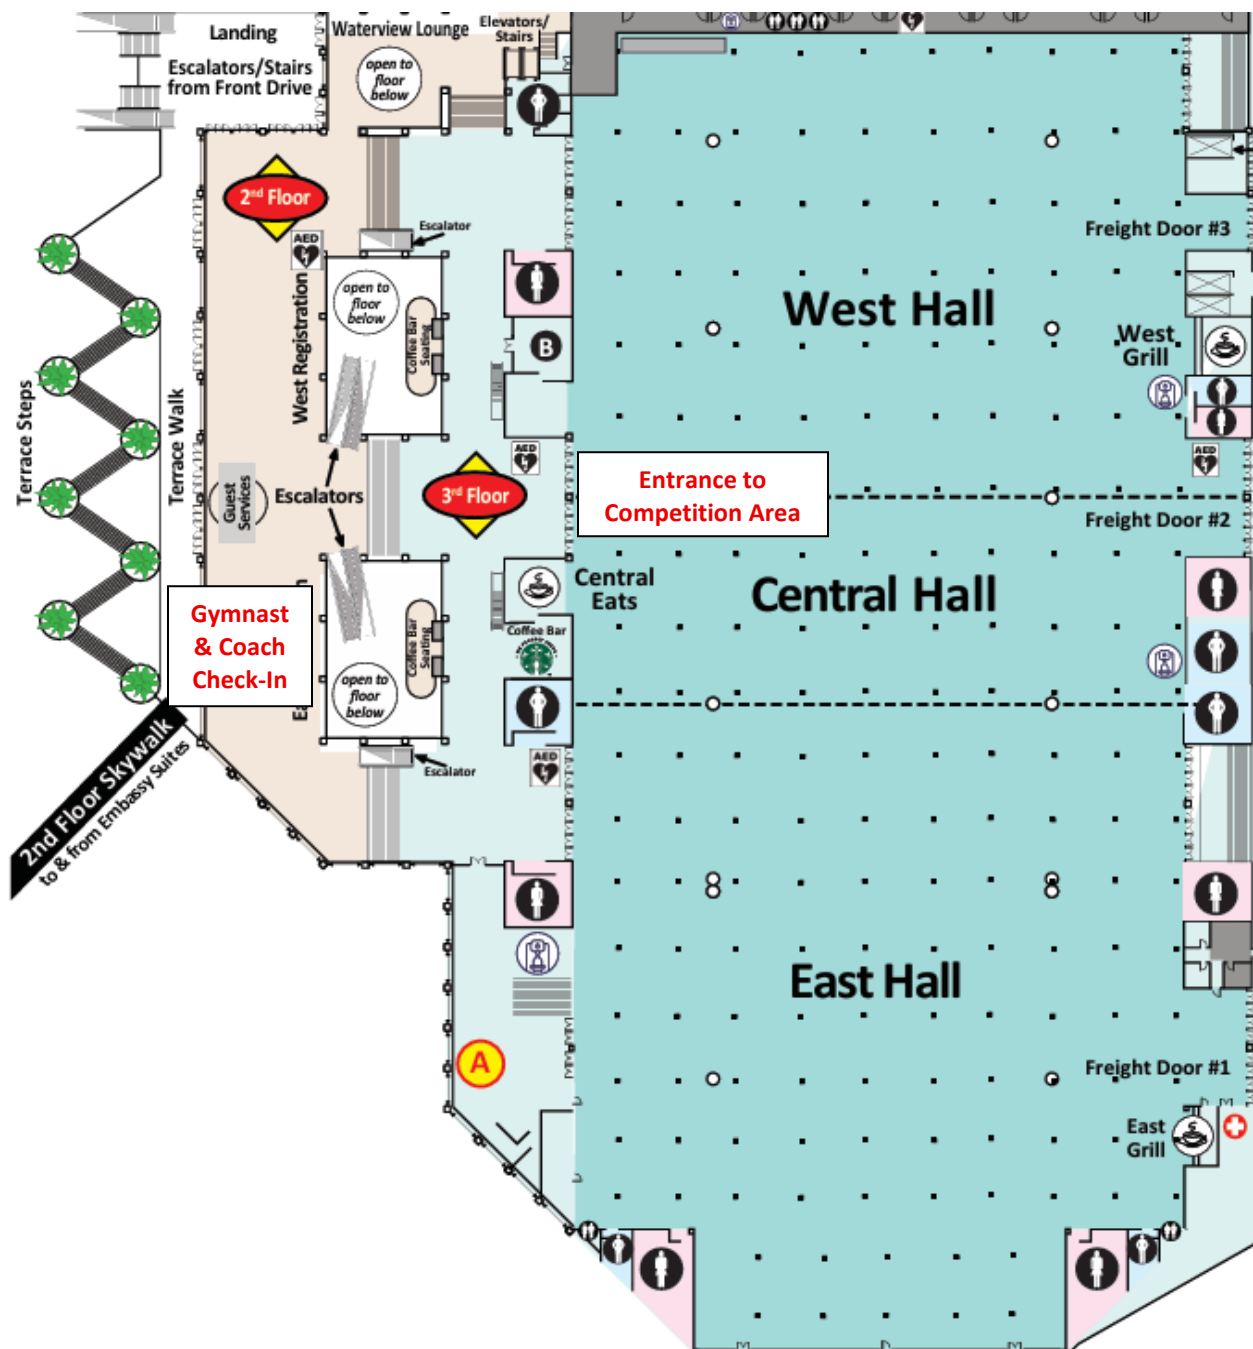 Landing
Escalators/Stairs
from Front Drive
Waterview Lounge
Elevators/
Stairs
open to
floor
below
2nd Floor
Escalator
AED
West Registration
open to
floor
below
Coffee Bar
Seating
B
West Hall
Freight Door #3
West
Grill
AED
Terrace Steps
Terrace Walk
Guest
Services
Escalators
3rd Floor
AED
Entrance to
Competition Area
Freight Door #2
Central
Eats
Central Hall
Coffee Bar
Gymnast
& Coach
Check-In
Ea
Coffee Bar
Seating
open to
floor
below
Escalator
AED
2nd Floor Skywalk
to & from Embassy Suites
East Hall
A
Freight Door #1
East
Grill